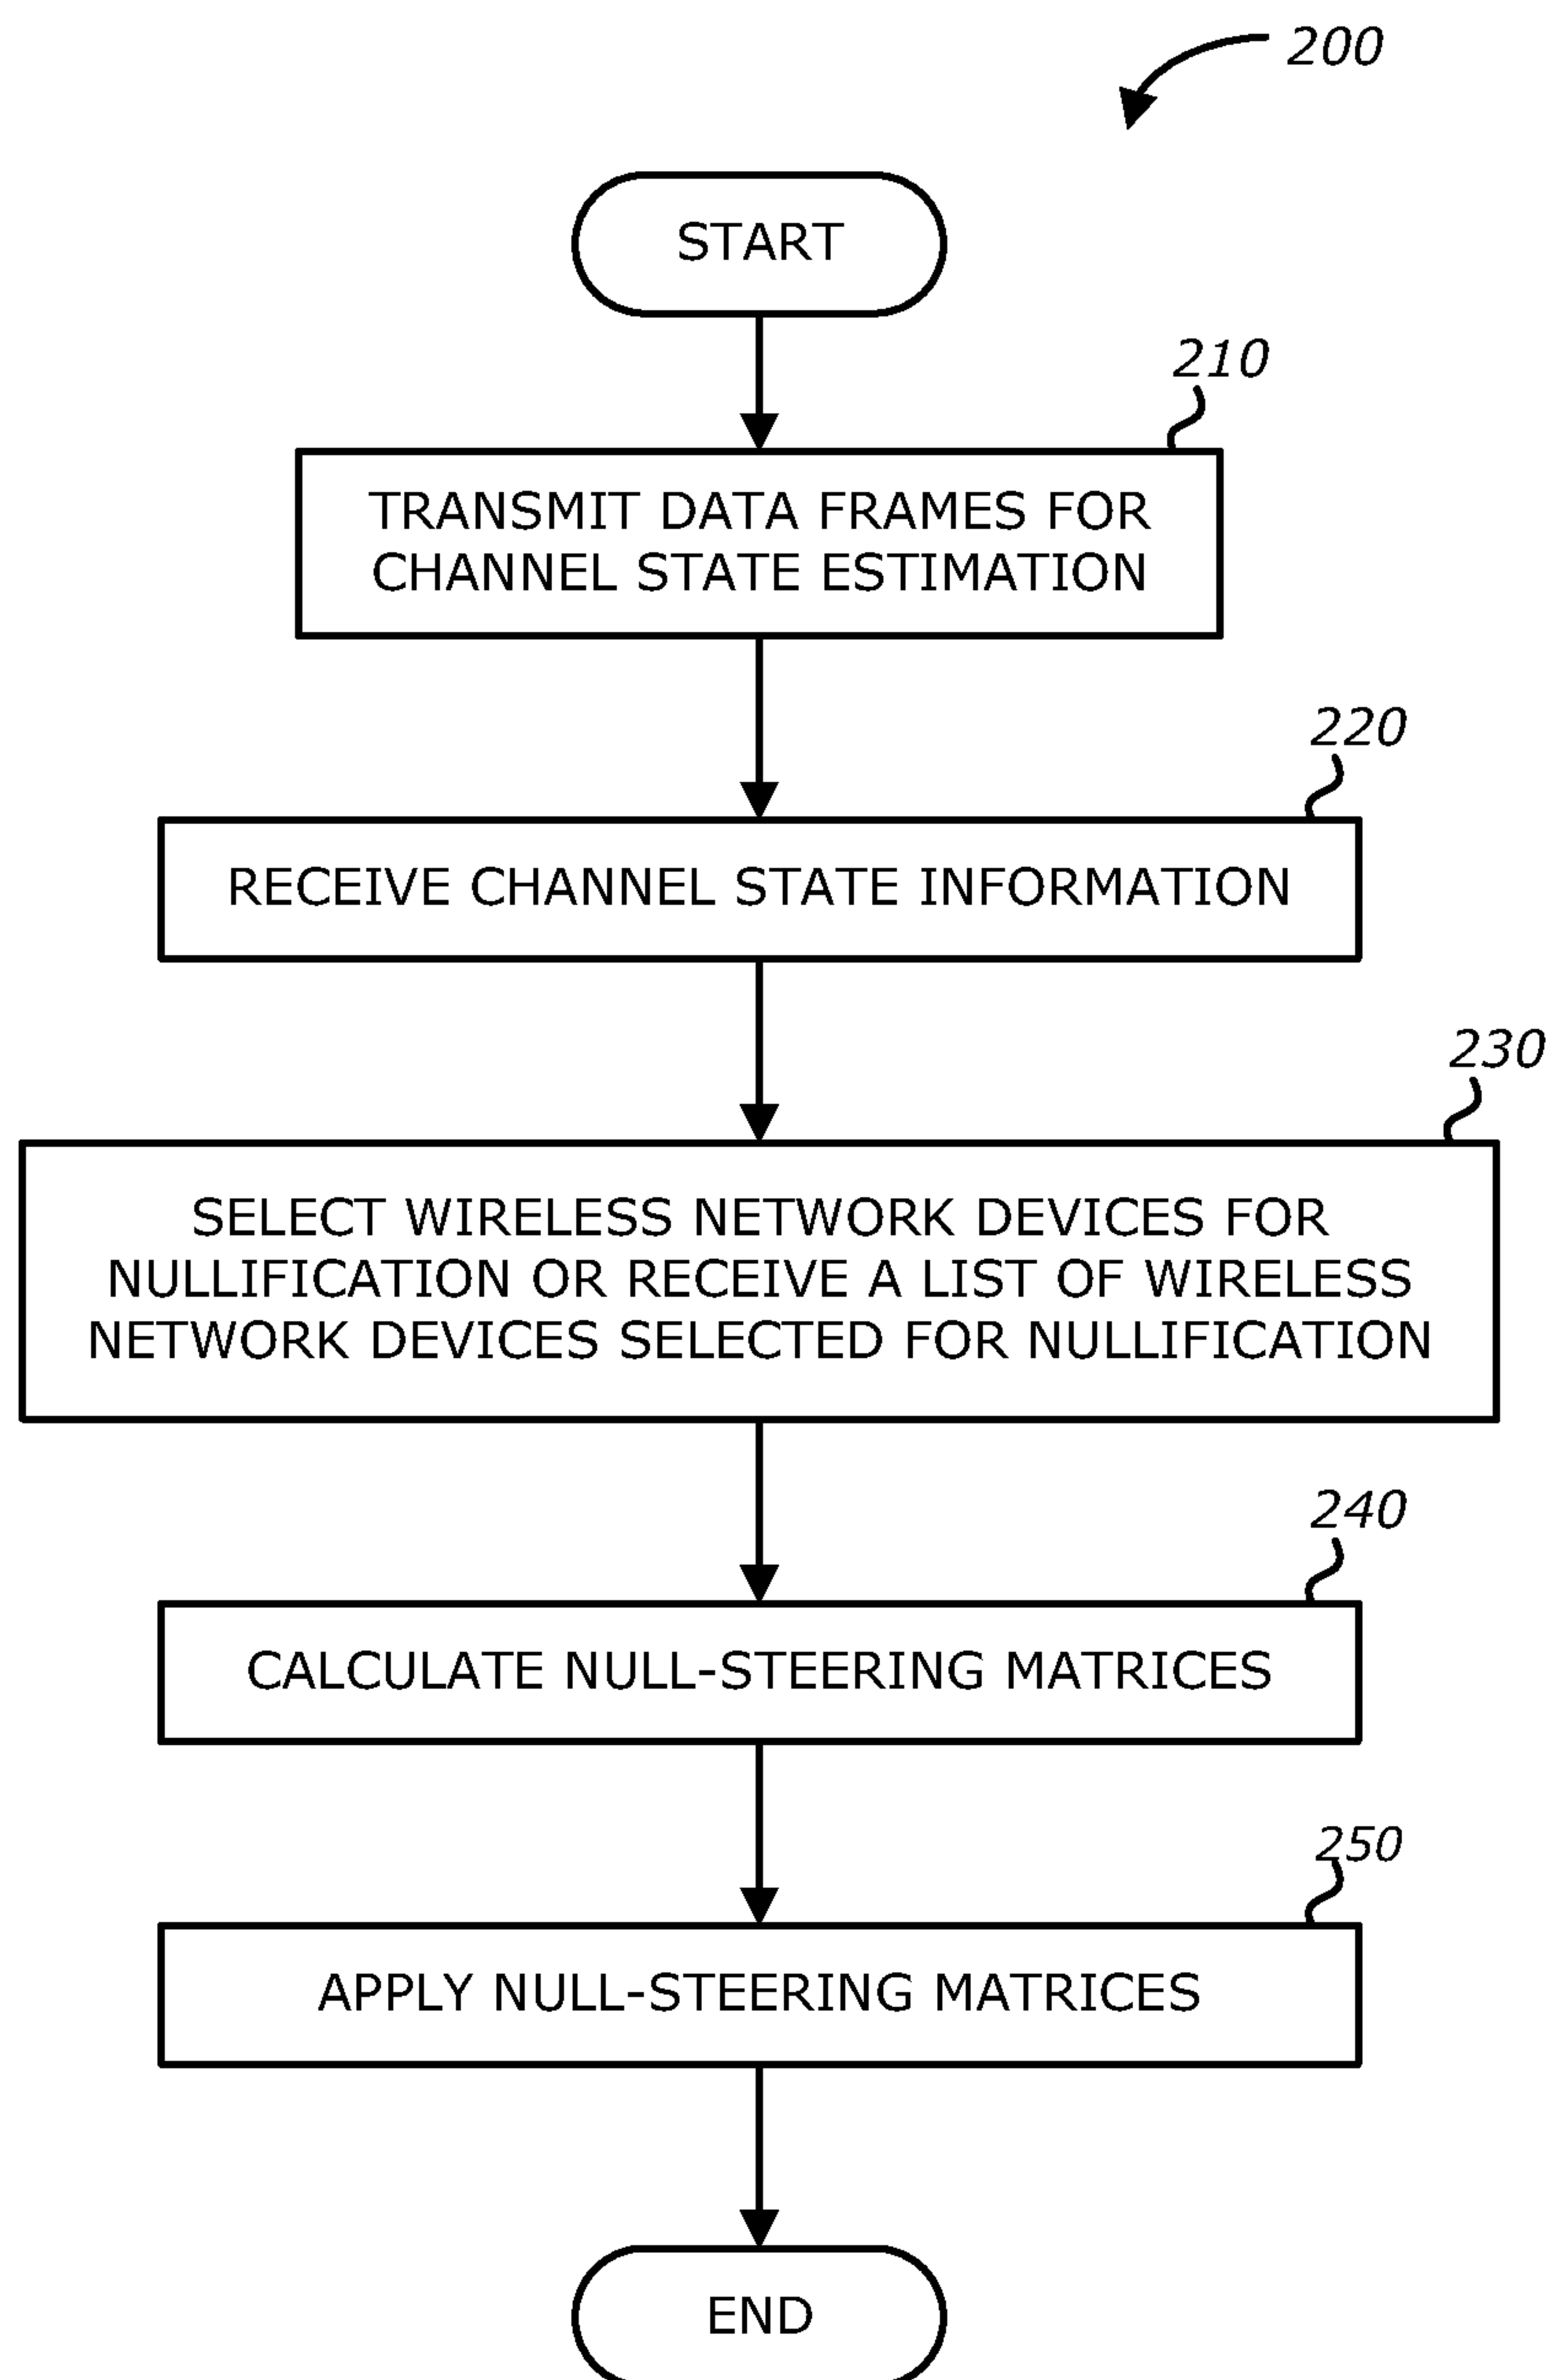 200
START
210
TRANSMIT DATA FRAMES FOR
CHANNEL STATE ESTIMATION
220
RECEIVE CHANNEL STATE INFORMATION
230
SELECT WIRELESS NETWORK DEVICES FOR
NULLIFICATION OR RECEIVE A LIST OF WIRELESS
NETWORK DEVICES SELECTED FOR NULLIFICATION
240
CALCULATE NULL-STEERING MATRICES
250
APPLY NULL-STEERING MATRICES
END